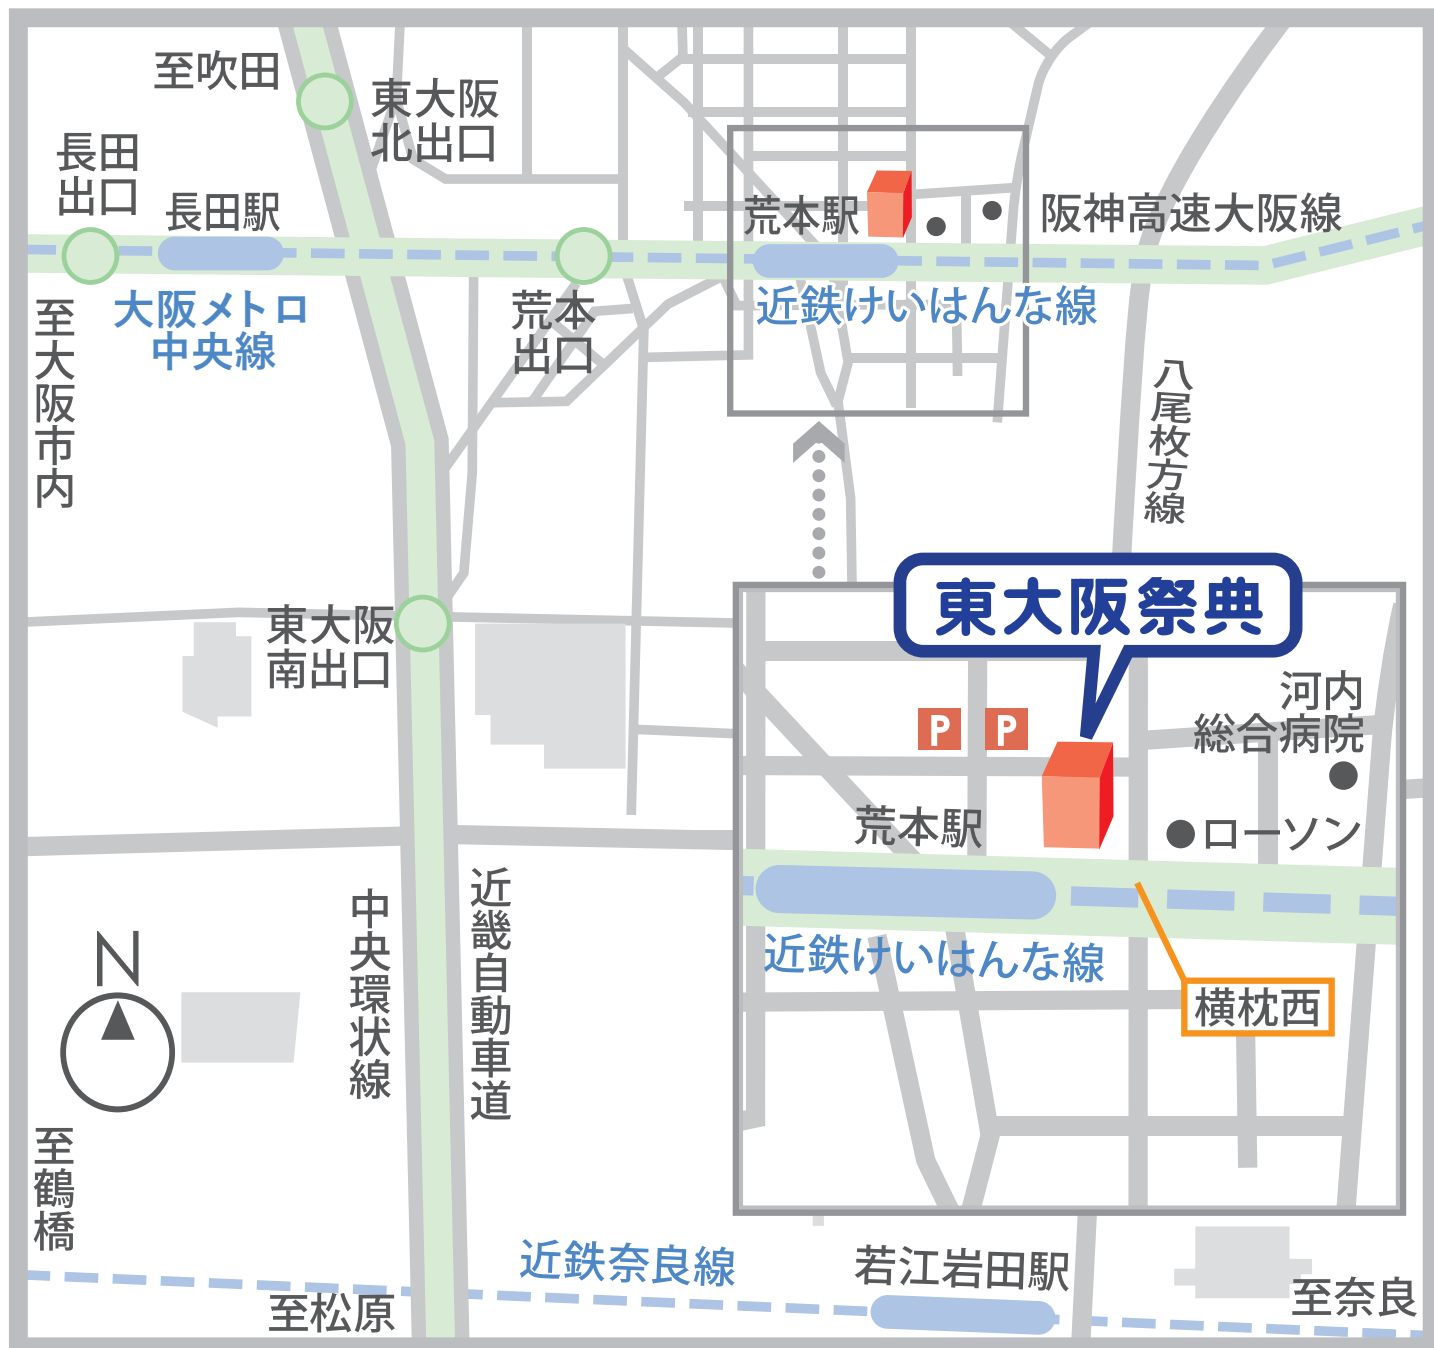 至吹田
東大阪
北出口
長田
出口
長田駅
荒本駅
阪神高速大阪線
大阪メトロ
中央線
荒本
出口
近鉄けいはんな線
至大阪市内
八尾枚方線
東大阪祭典
東大阪
南出口
河内
総合病院
P
P
荒本駅
ローソン
近鉄けいはんな線
横枕西
中央環状線
近畿自動車道
N
至鶴橋
近鉄奈良線
若江岩田駅
至松原
至奈良